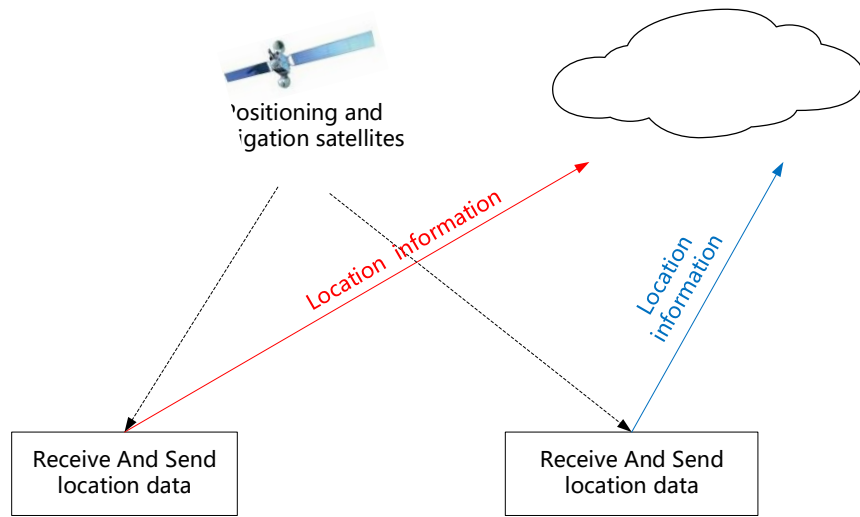 ositioning and
igation satellites
Location information
Location
information
Receive And Send
location data
Receive And Send
location data